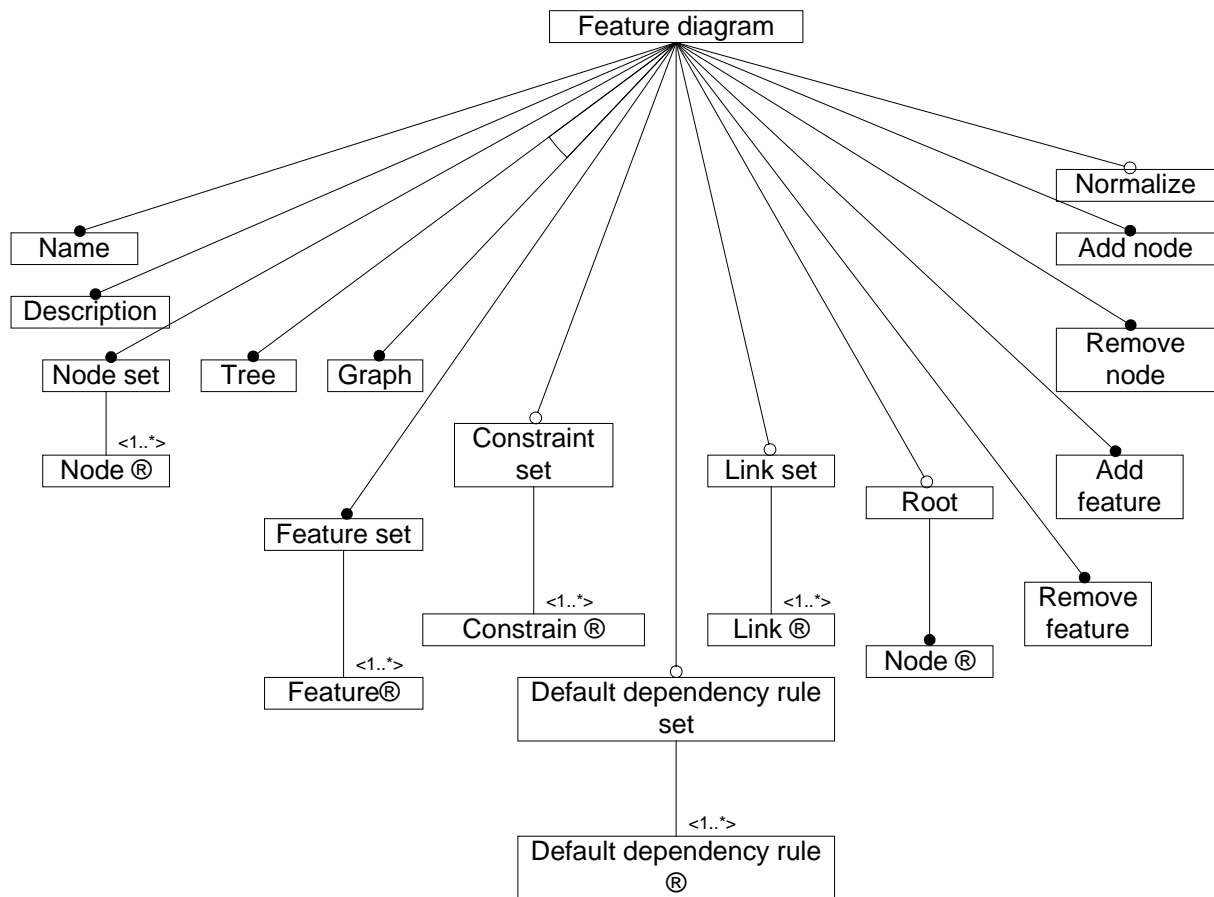 Feature diagram
Normalize
Name
Add node
Description
Remove
node
Node set
Tree
Graph
<1..*>
Node ®
Constraint
set
Link set
Add
feature
Root
Feature set
<1..*>
Constrain ®
<1..*>
Link ®
Remove
feature
Node ®
<1..*>
Feature®
Default dependency rule
set
<1..*>
Default dependency rule
®